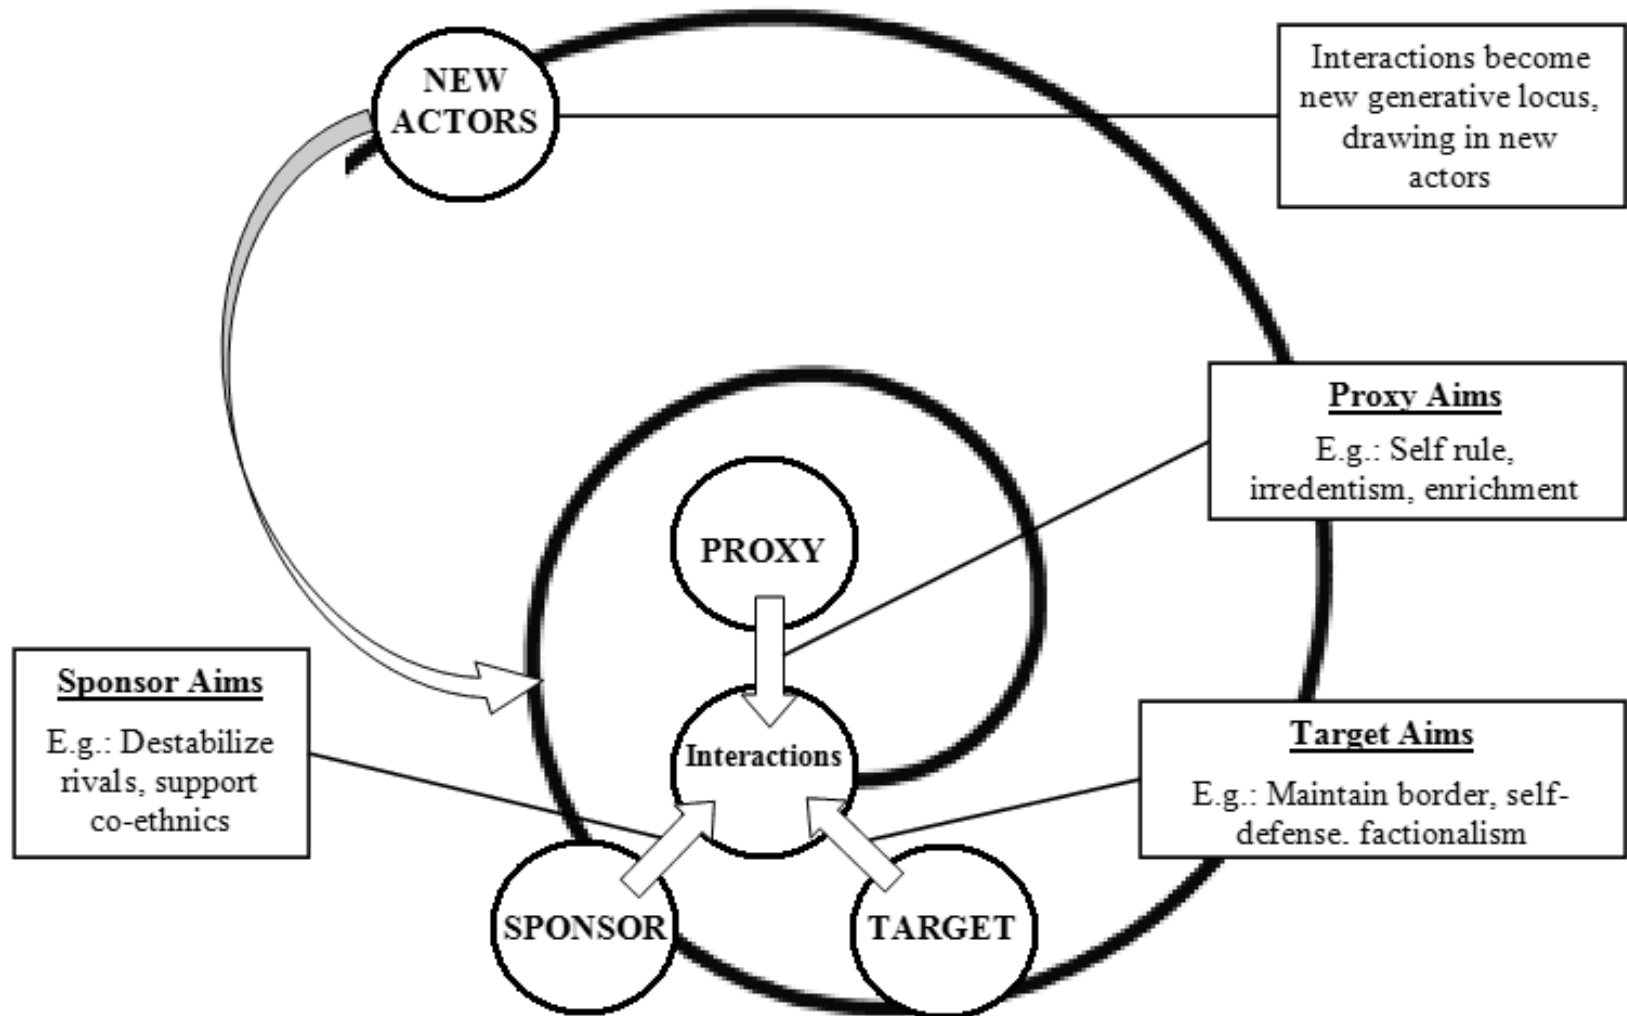 NEW
ACTORS
Interactions become
new generative locus,
drawing in new
actors
Proxy Aims
E.g.: Self rule,
irredentism, enrichment
PROXY
Sponsor Aims
E.g.: Destabilize
rivals, support
co-ethnics
Interactions
Target Aims
E.g.: Maintain border, self-
defense. factionalism
SPONSOR
TARGET